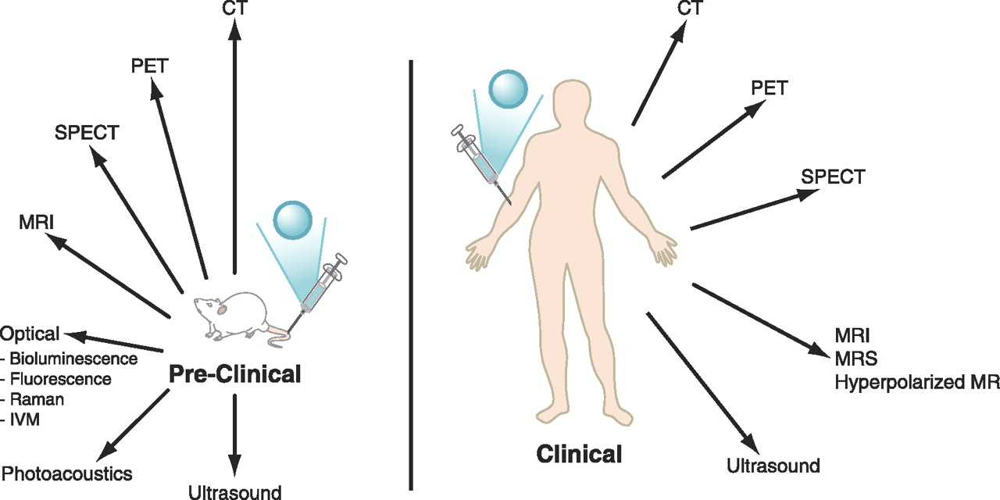 CT
PET
SPECT
MRI
Optical
- Bioluminescence
- Fluorescence
- Raman
- IVM
Photoacoustics
Ultrasound
Pre-Clinical
CT
PET
SPECT
MRI
MRS
Hyperpolarized MR
Ultrasound
Clinical